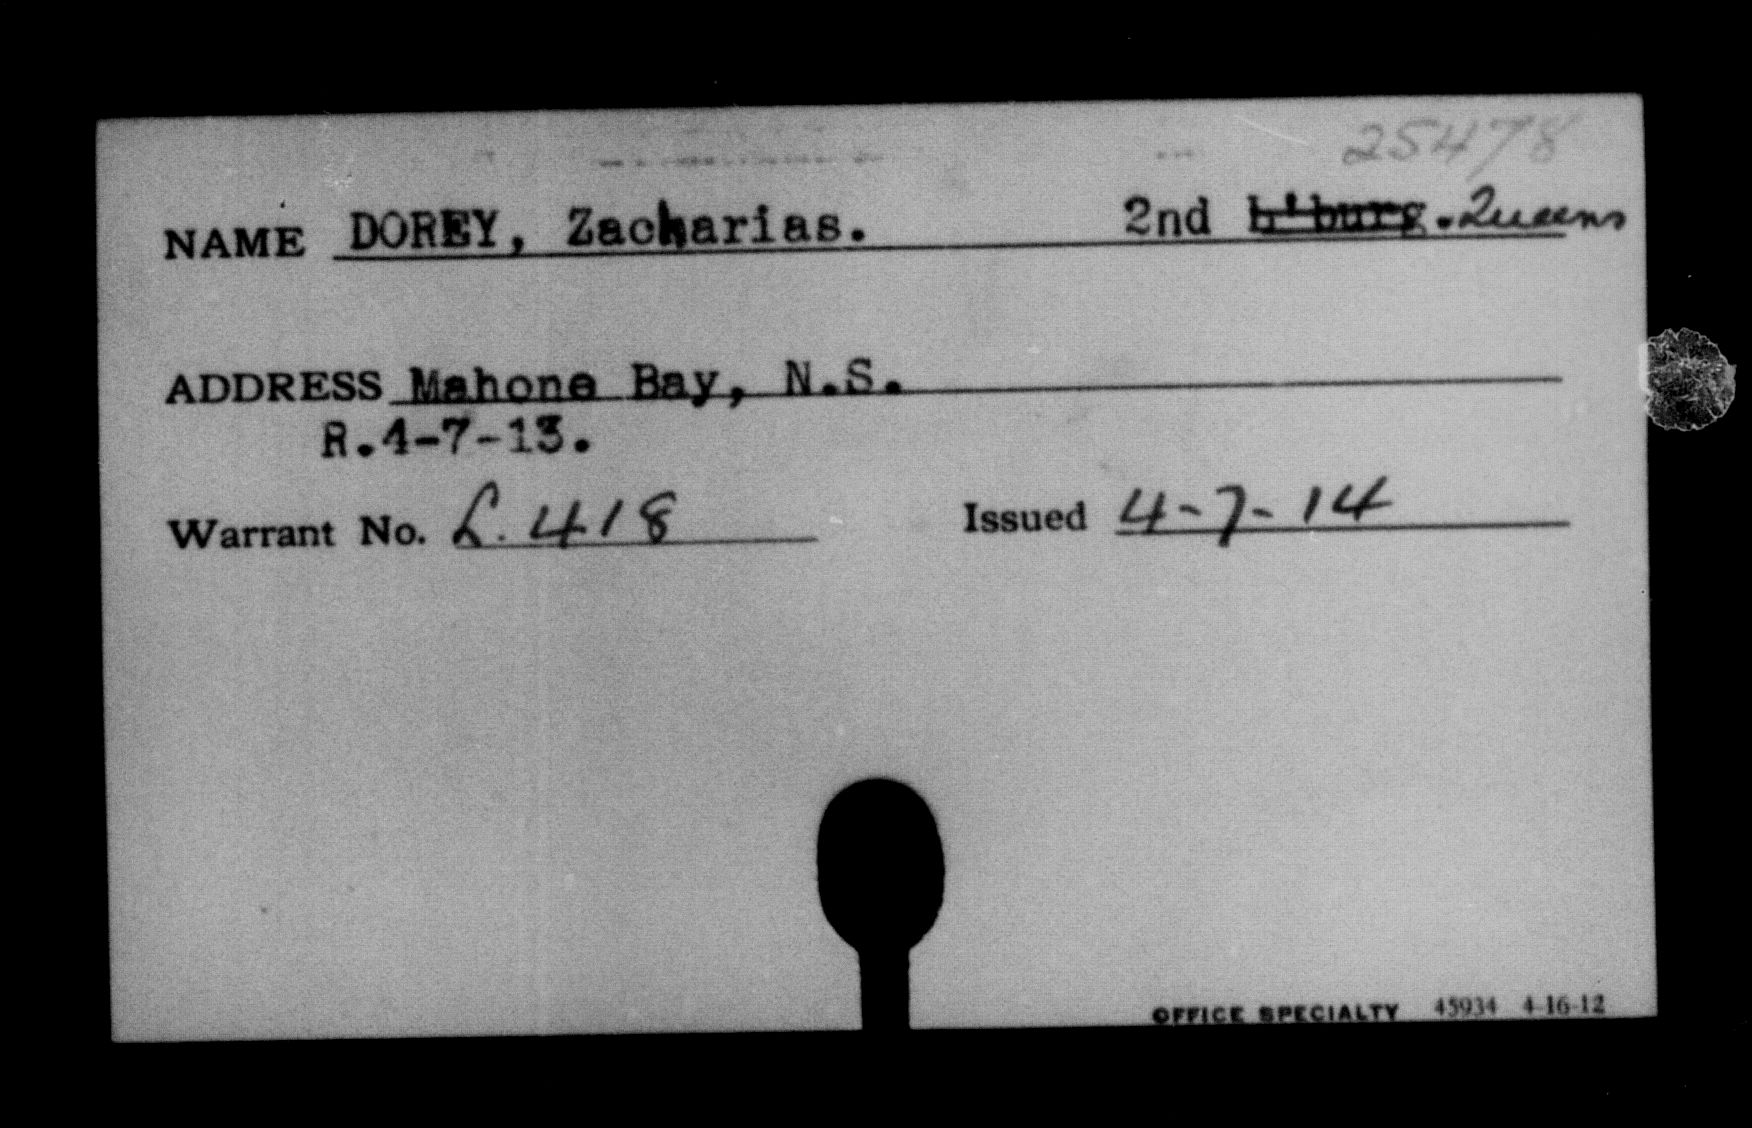 25478
NAME DOREY, Zacharias. 2nd L'burg. Queens
ADDRESS Mahone Bay, N.S.
R.4-7-13.
Warrant No. L. 418 Issued 4-7-14
OFFICE SPECIALTY 45934 4-16-12